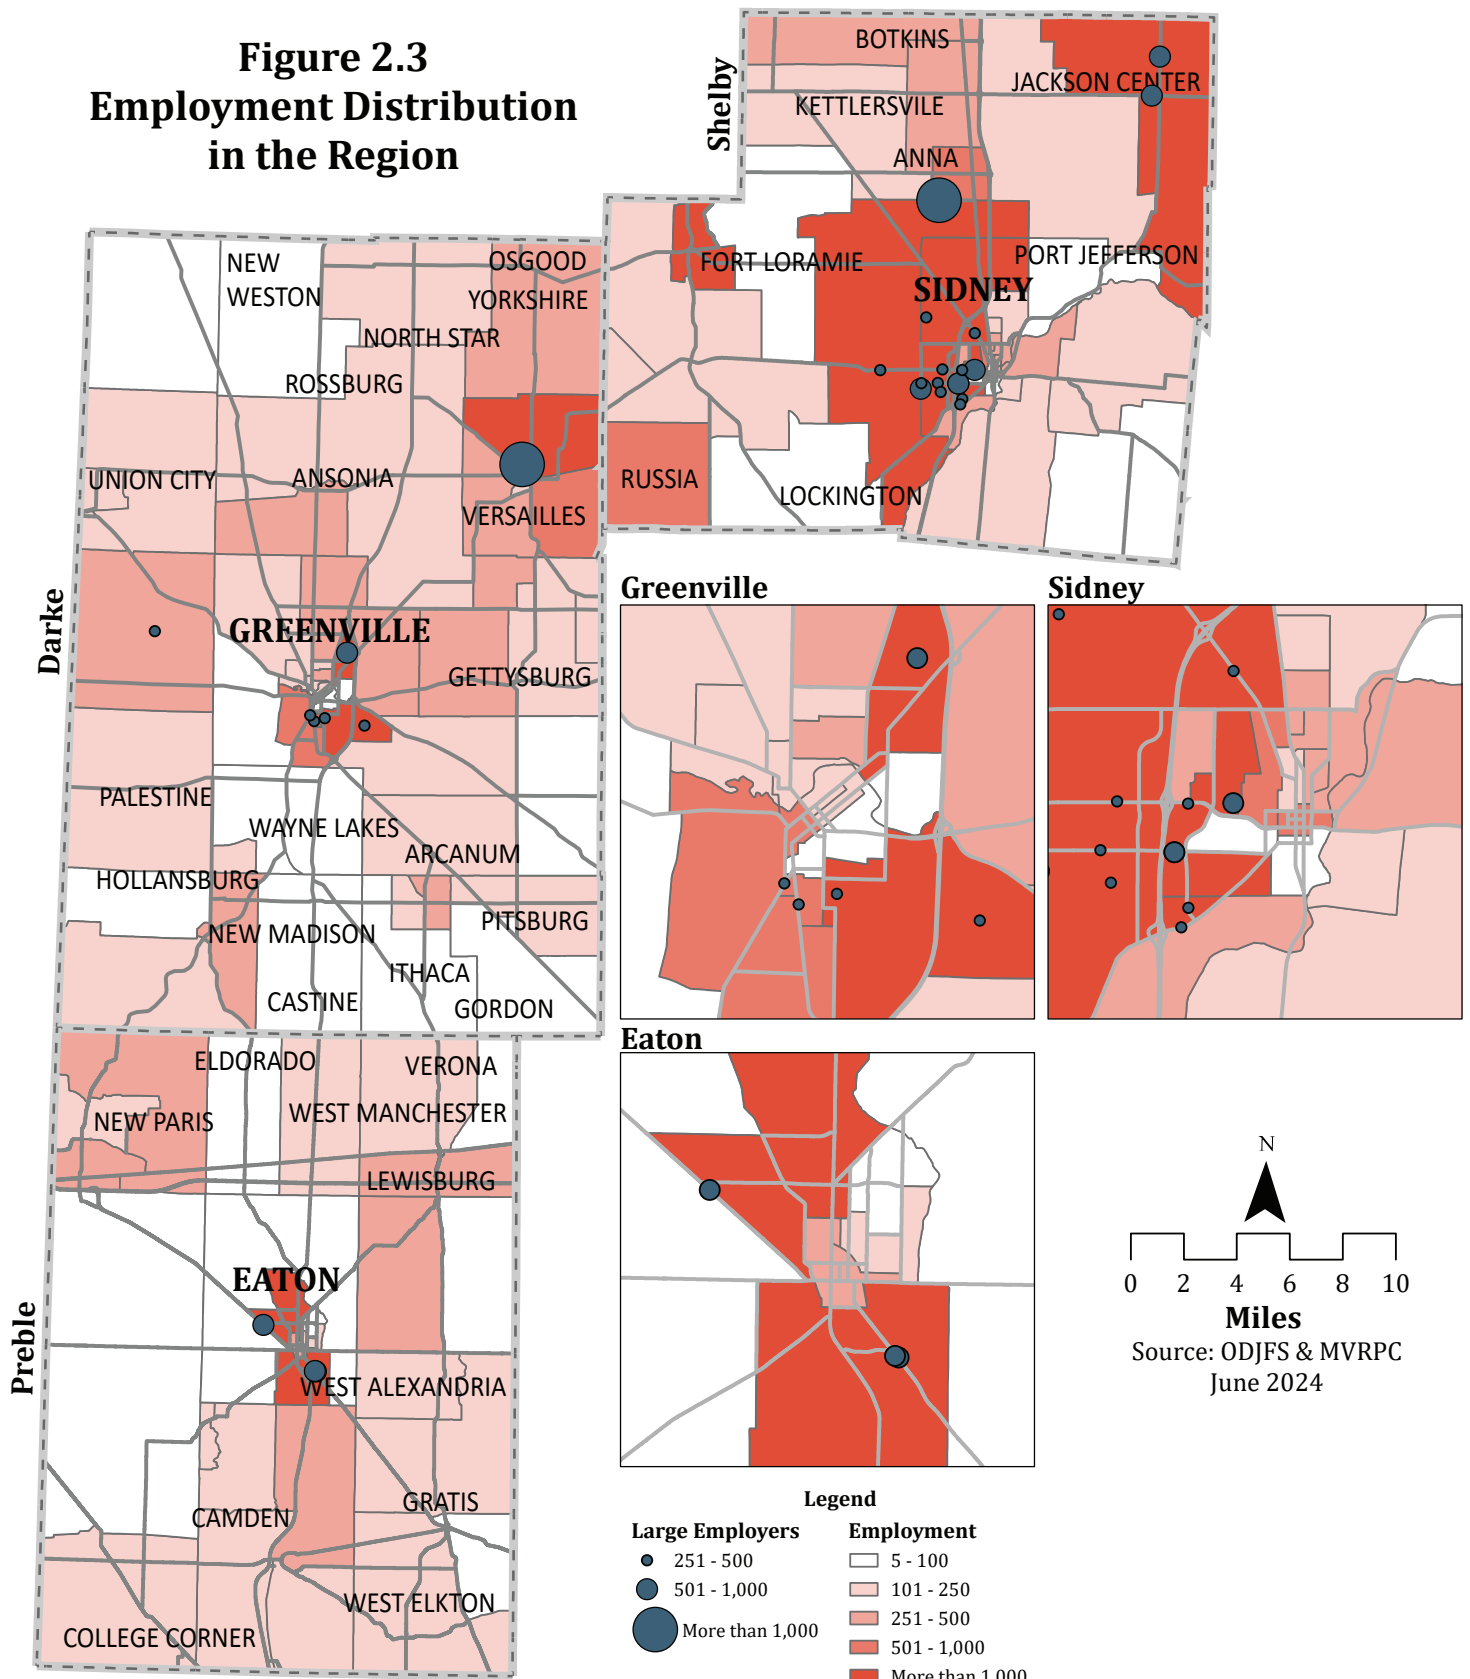 Figure 2.3
Employment Distribution
in the Region
Shelby
BOTKINS
JACKSON CENTER
KETTLERSVILE
ANNA
PORT JEFFERSON
FORT LORAMIE
SIDNEY
RUSSIA
LOCKINGTON
Darke
NEW
WESTON
OSGOOD
YORKSHIRE
NORTH STAR
ROSSBURG
UNION CITY
ANSONIA
VERSAILLES
GREENVILLE
GETTYSBURG
PALESTINE
WAYNE LAKES
ARCANUM
HOLLANSBURG
PITSBURG
NEW MADISON
ITHACA
CASTINE
GORDON
Preble
ELDORADO
VERONA
WEST MANCHESTER
NEW PARIS
LEWISBURG
EATON
WEST ALEXANDRIA
GRATIS
CAMDEN
WEST ELKTON
COLLEGE CORNER
Greenville
Sidney
Eaton
N
0 2 4 6 8 10
Miles
Source: ODJFS & MVRPC
June 2024
Legend
Large Employers
251 - 500
501 - 1,000
More than 1,000
Employment
5 - 100
101 - 250
251 - 500
501 - 1,000
More than 1,000